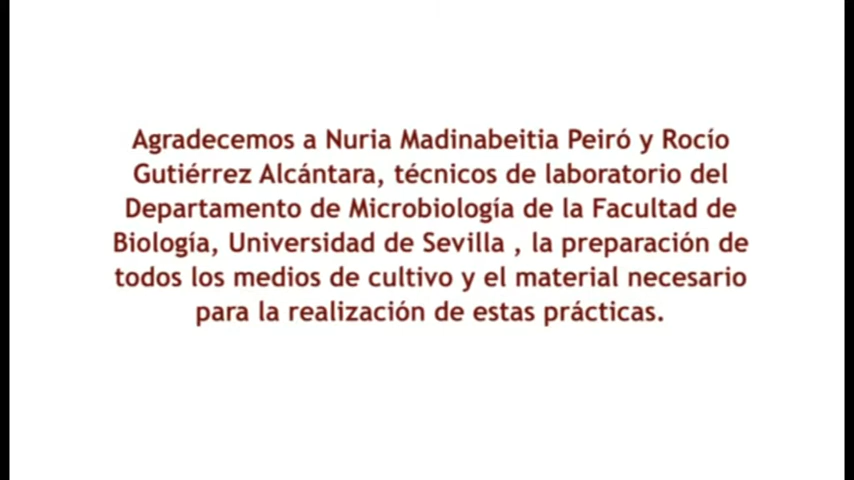 Agradecemos a Nuria Madinabeitia Peiró y Rocío
Gutiérrez Alcántara, técnicos de laboratorio del
Departamento de Microbiología de la Facultad de
Biología, Universidad de Sevilla , la preparación de
todos los medios de cultivo y el material necesario
para la realización de estas prácticas.